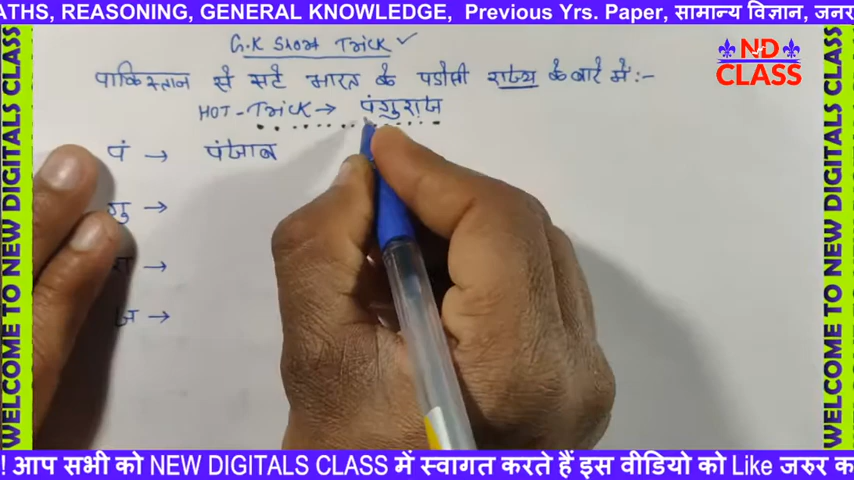 ATHS, REASONING, GENERAL KNOWLEDGE, Previous Yrs. Paper, सामान्य विज्ञान, जनर
G.K Short Trick ✓
ND
CLASS
पाकिस्तान से सटे भारत के पडोसी राज्य के बारे में:-
HOT - Trick → पंगुराज
पं → पंजाब
गु →
रा →
ज →
WELCOME TO NEW DIGITALS CLASS
WELCOME TO NEW DIGITALS CLASS
! आप सभी को NEW DIGITALS CLASS में स्वागत करते हैं इस वीडियो को Like जरुर क